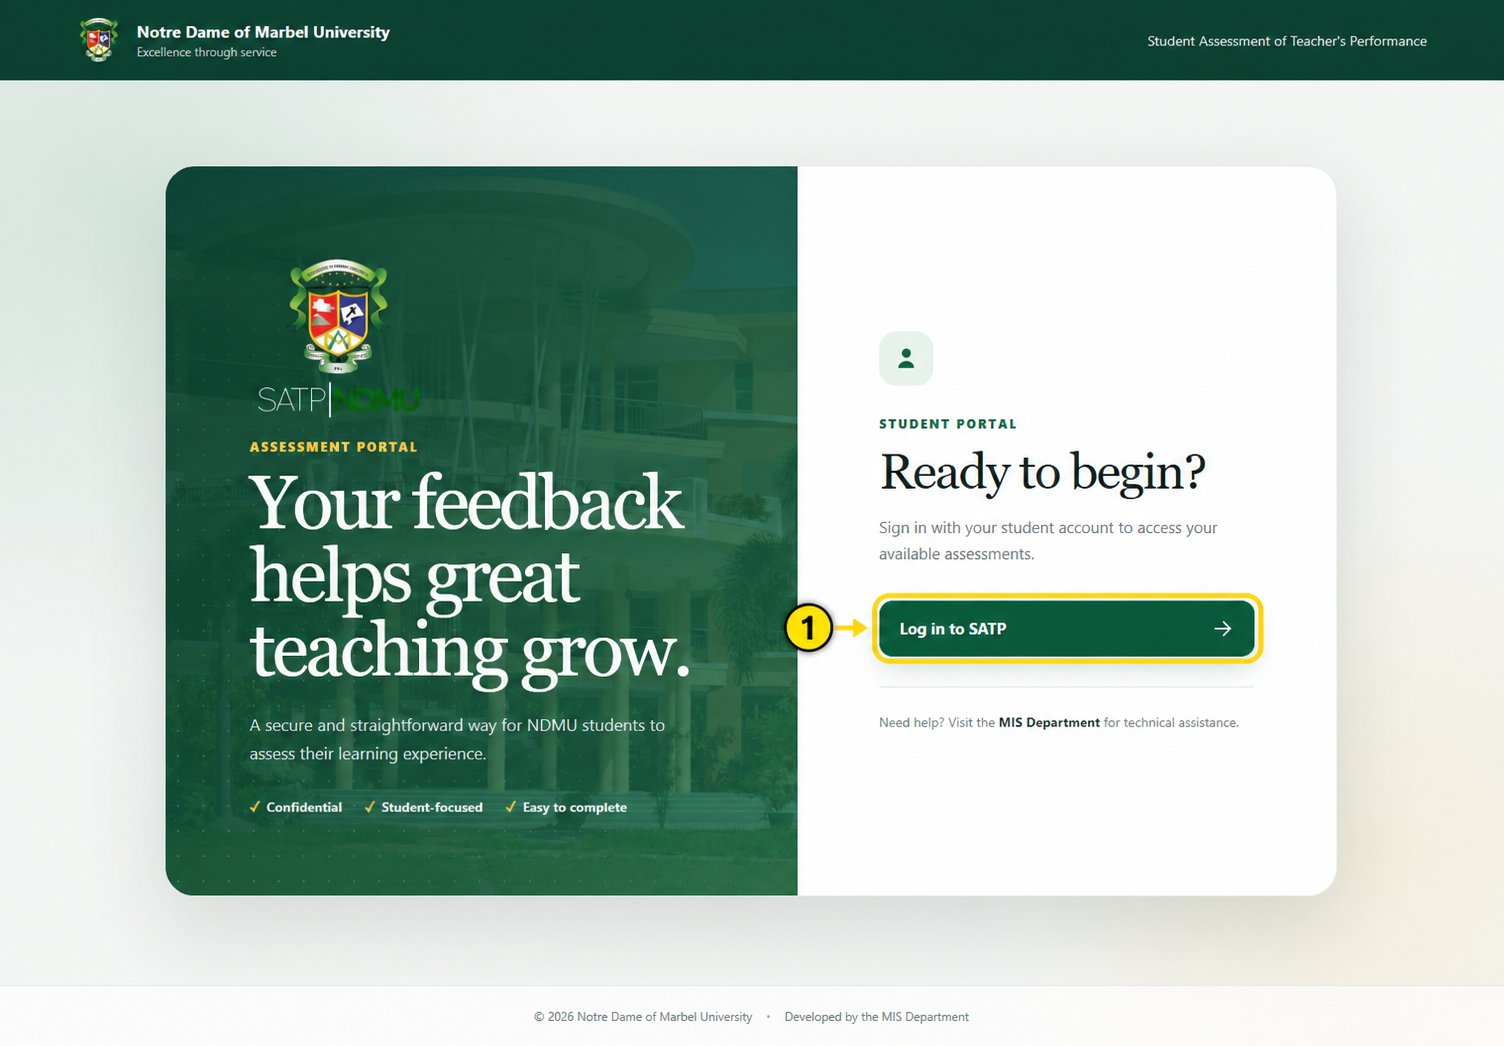 Notre Dame of Marbel University
Excellence through service
Student Assessment of Teacher's Performance
SATP|NDMU
ASSESSMENT PORTAL
Your feedback
helps great
teaching grow.
A secure and straightforward way for NDMU students to
assess their learning experience.
✓ Confidential ✓ Student-focused ✓ Easy to complete
STUDENT PORTAL
Ready to begin?
Sign in with your student account to access your
available assessments.
1
Log in to SATP →
Need help? Visit the MIS Department for technical assistance.
© 2026 Notre Dame of Marbel University • Developed by the MIS Department